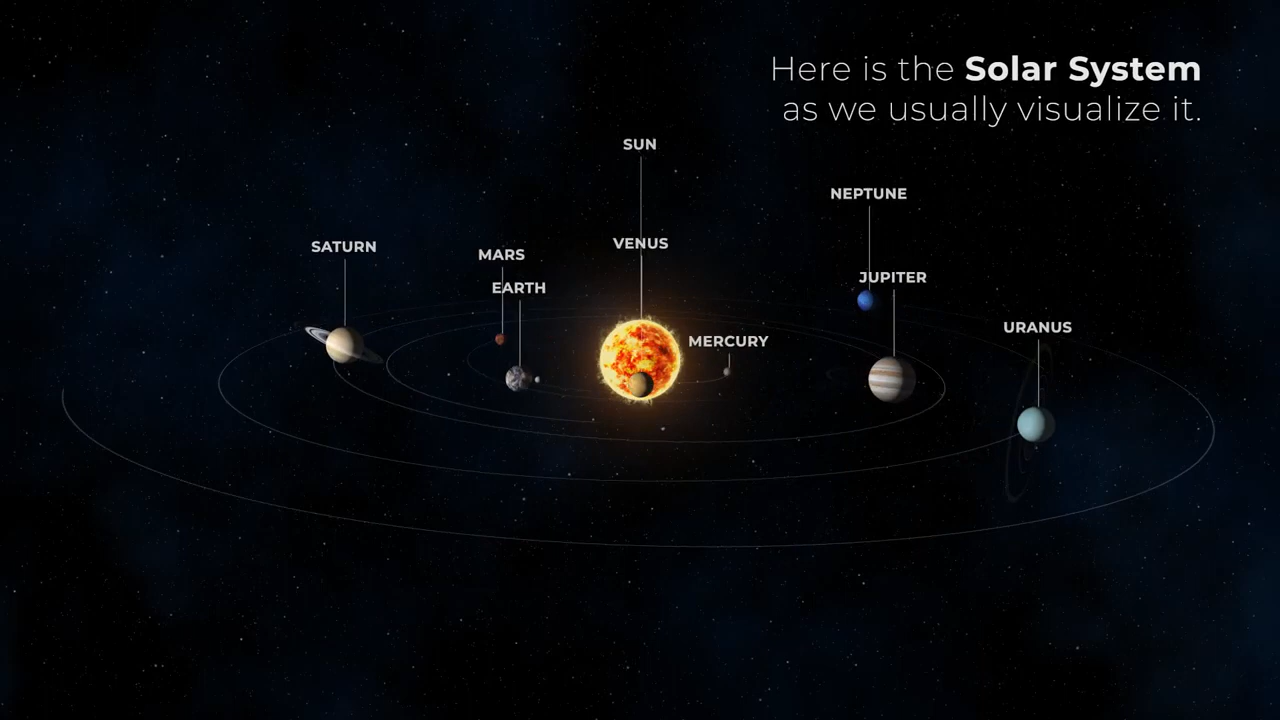 Here is the Solar System
as we usually visualize it.
SUN
NEPTUNE
VENUS
SATURN
MARS
JUPITER
EARTH
URANUS
MERCURY